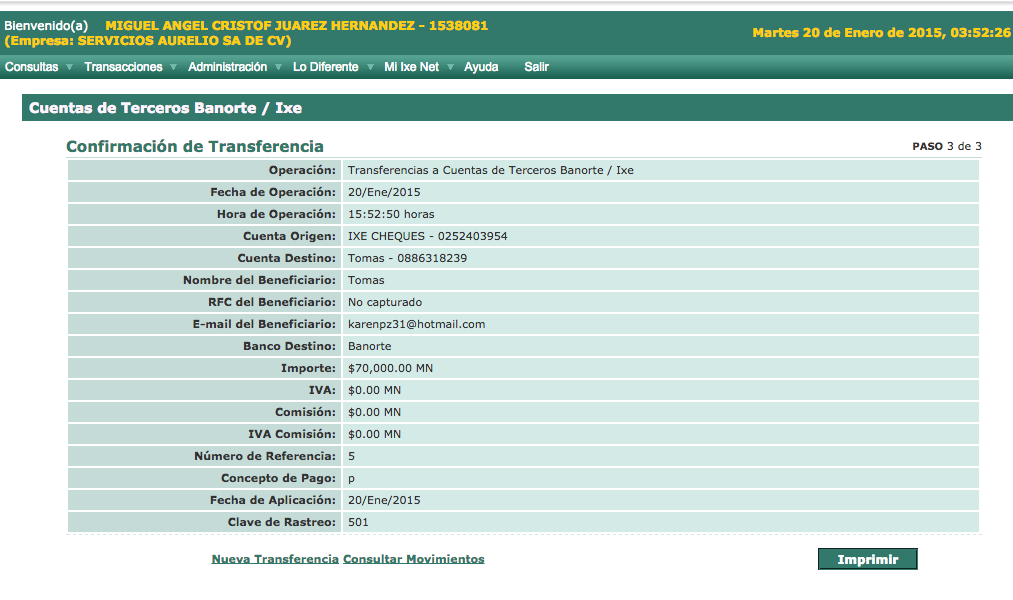 Bienvenido(a) MIGUEL ANGEL CRISTOF JUAREZ HERNANDEZ - 1538081
(Empresa: SERVICIOS AURELIO SA DE CV)
Martes 20 de Enero de 2015, 03:52:26
Consultas Transacciones Administración Lo Diferente Mi Ixe Net Ayuda Salir
Cuentas de Terceros Banorte / Ixe
Confirmación de Transferencia PASO 3 de 3
Operación: Transferencias a Cuentas de Terceros Banorte / Ixe
Fecha de Operación: 20/Ene/2015
Hora de Operación: 15:52:50 horas
Cuenta Origen: IXE CHEQUES - 0252403954
Cuenta Destino: Tomas - 0886318239
Nombre del Beneficiario: Tomas
RFC del Beneficiario: No capturado
E-mail del Beneficiario: karenpz31@hotmail.com
Banco Destino: Banorte
Importe: $70,000.00 MN
IVA: $0.00 MN
Comisión: $0.00 MN
IVA Comisión: $0.00 MN
Número de Referencia: 5
Concepto de Pago: p
Fecha de Aplicación: 20/Ene/2015
Clave de Rastreo: 501
Nueva Transferencia Consultar Movimientos Imprimir